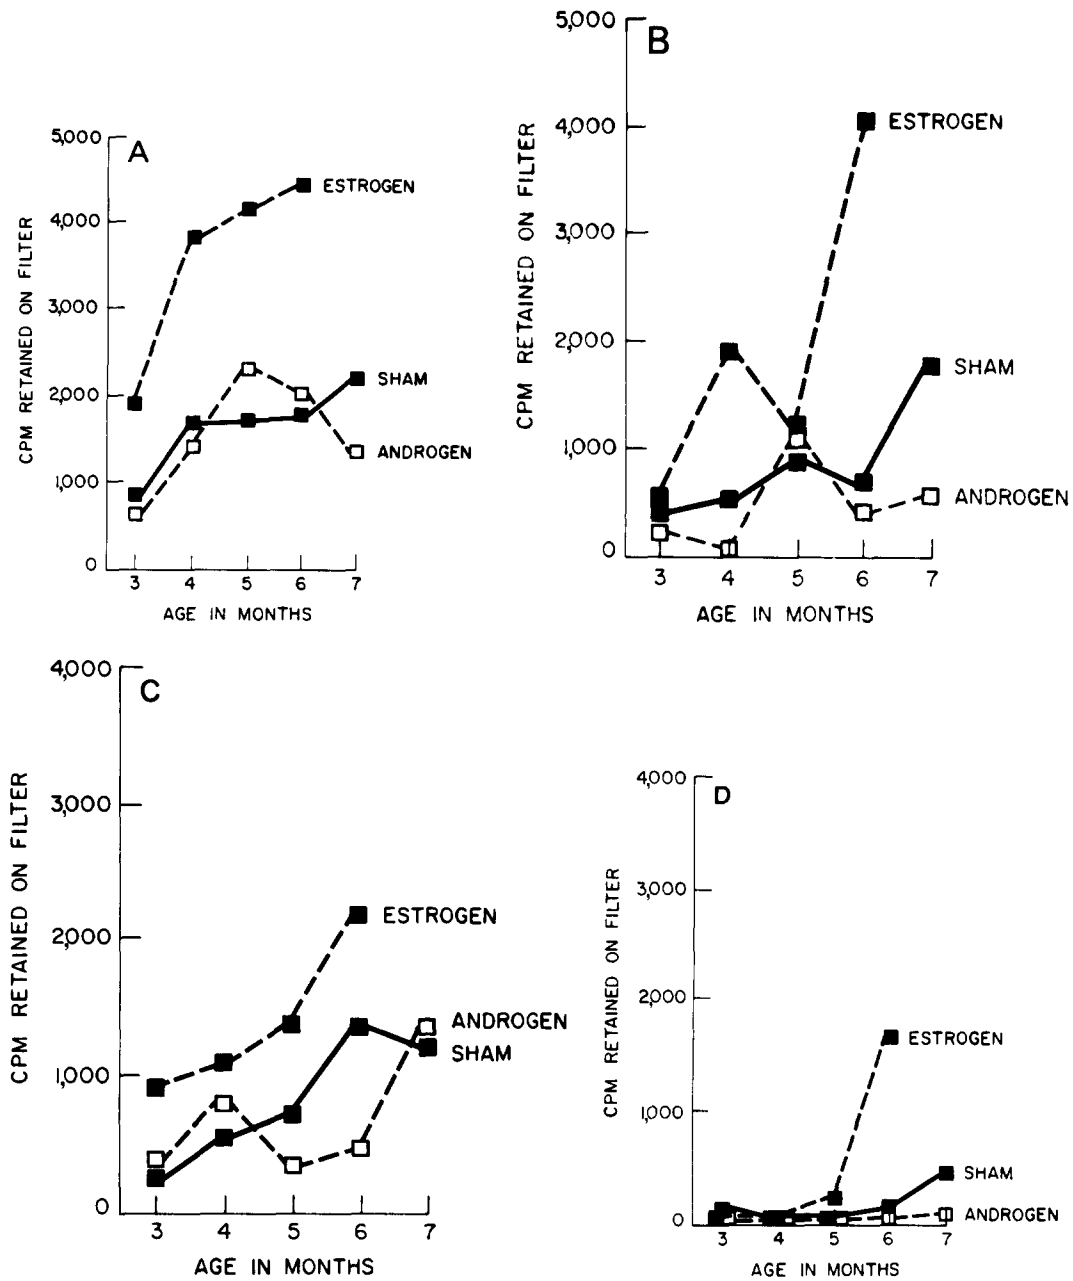 A
5,000
4,000
3,000
2,000
1,000
0
CPM RETAINED ON FILTER
ESTROGEN
SHAM
ANDROGEN
3 4 5 6 7
AGE IN MONTHS
B
5,000
4,000
3,000
2,000
1,000
0
CPM RETAINED ON FILTER
ESTROGEN
SHAM
ANDROGEN
3 4 5 6 7
AGE IN MONTHS
C
4,000
3,000
2,000
1,000
0
CPM RETAINED ON FILTER
ESTROGEN
ANDROGEN
SHAM
3 4 5 6 7
AGE IN MONTHS
D
4,000
3,000
2,000
1,000
0
CPM RETAINED ON FILTER
ESTROGEN
SHAM
ANDROGEN
3 4 5 6 7
AGE IN MONTHS